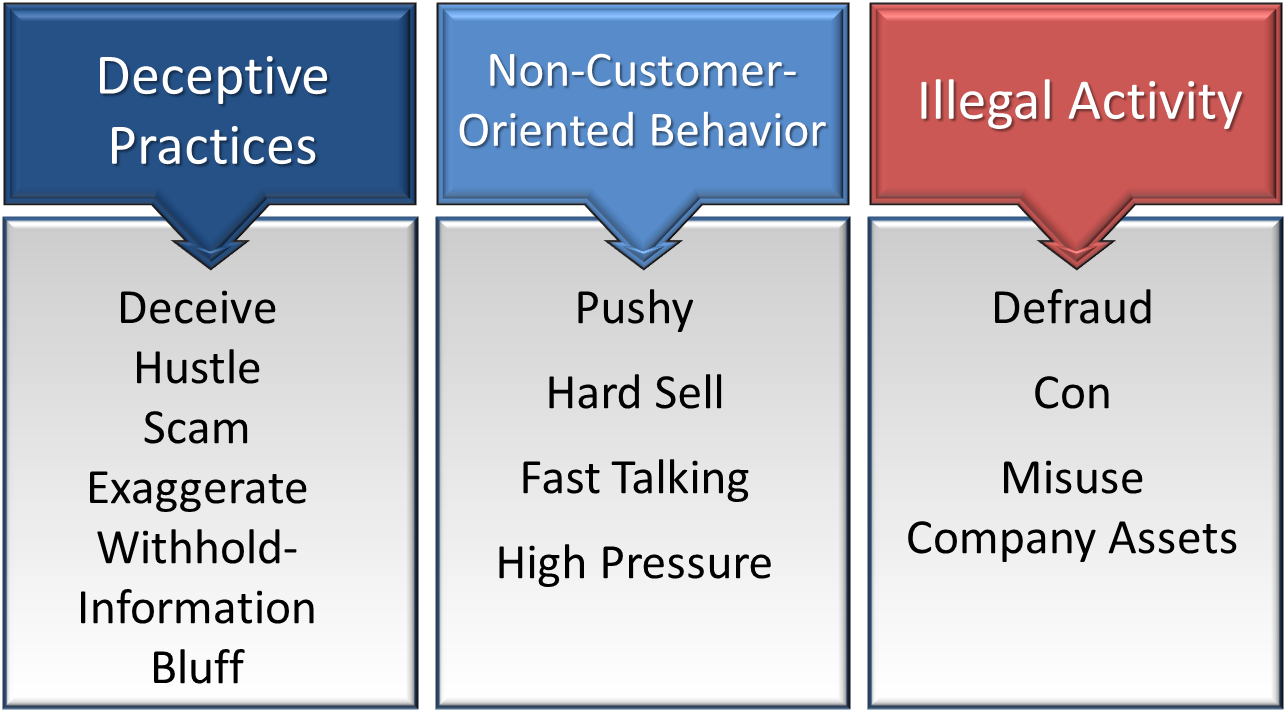 Deceptive
Practices
Deceive
Hustle
Scam
Exaggerate
Withhold-
Information
Bluff
Non-Customer-
Oriented Behavior
Pushy
Hard Sell
Fast Talking
High Pressure
Illegal Activity
Defraud
Con
Misuse
Company Assets